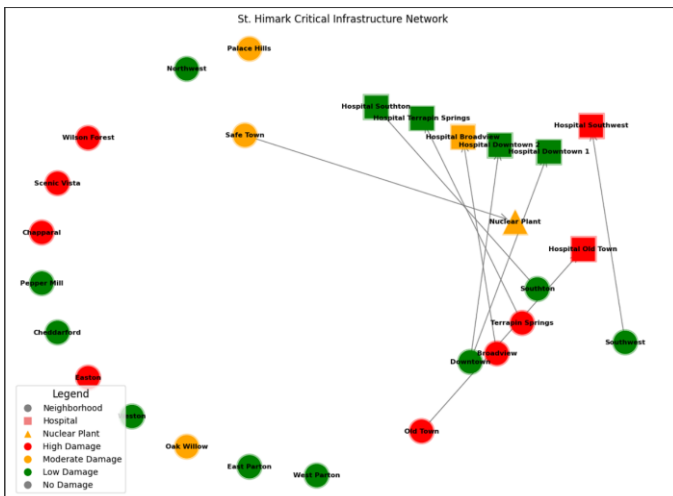 St. Himark Critical Infrastructure Network
Palace Hills
Northwest
Hospital Southton
Hospital Terrapin Springs
Hospital Southwest
Safe Town
Wilson Forest
Hospital Broadview
Hospital Downtown 2
Hospital Downtown 1
Scenic Vista
Nuclear Plant
Chapparal
Hospital Old Town
Pepper Mill
Southton
Terrapin Springs
Cheddarford
Southwest
Broadview
Downtown
Easton
Legend
Neighborhood
Hospital
Nuclear Plant
High Damage
Moderate Damage
Low Damage
No Damage
Old Town
Oak Willow
East Parton
West Parton